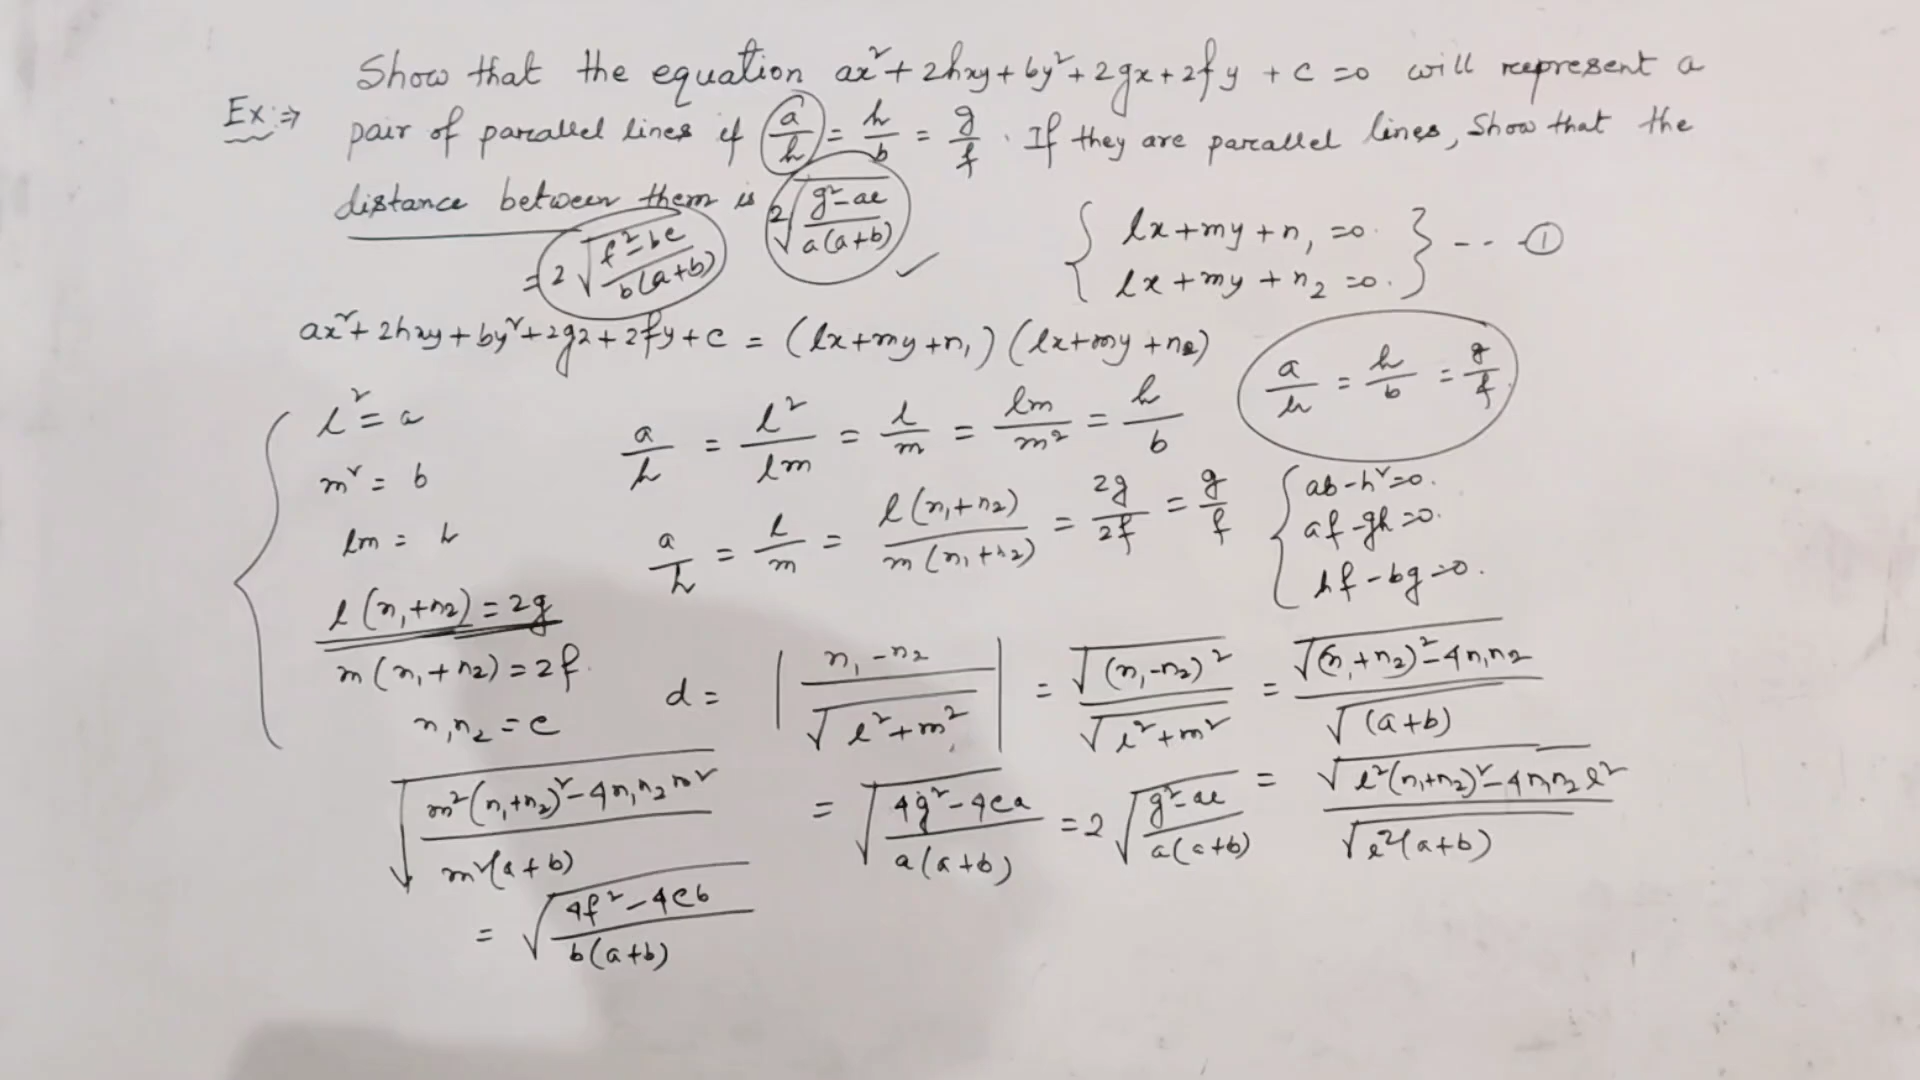 Show that the equation ax²+2hxy+by²+2gx+2fy+c=0 will represent a
Ex:⇒ pair of parallel lines if a/h = h/b = g/f. If they are parallel lines, Show that the
distance between them is 2√(g²-ac / a(a+b))
= 2√(f²-bc / b(a+b)) ✓
{ lx+my+n₁=0.
lx+my+n₂=0. } -- ①
ax²+2hxy+by²+2gx+2fy+c = (lx+my+n₁)(lx+my+n₂)
a/h = h/b = g/f
l² = a
m² = b
lm = h
l(n₁+n₂)=2g
m(n₁+n₂)=2f.
n₁n₂=c
a/h = l²/lm = l/m = lm/m² = h/b
a/h = l/m = l(n₁+n₂)/m(n₁+n₂) = 2g/2f = g/f
{ ab-h²=0.
af-gh=0.
hf-bg=0.
d = |n₁-n₂ / √(l²+m²)| = √(n₁-n₂)² / √(l²+m²) = √((n₁+n₂)²-4n₁n₂) / √(a+b)
= √(l²(n₁+n₂)²-4n₁n₂l²) / √(l²(a+b))
= √(4g²-4ca / a(a+b)) = 2√(g²-ac / a(a+b))
√(m²(n₁+n₂)²-4n₁n₂m² / m²(a+b))
= √(4f²-4cb / b(a+b))